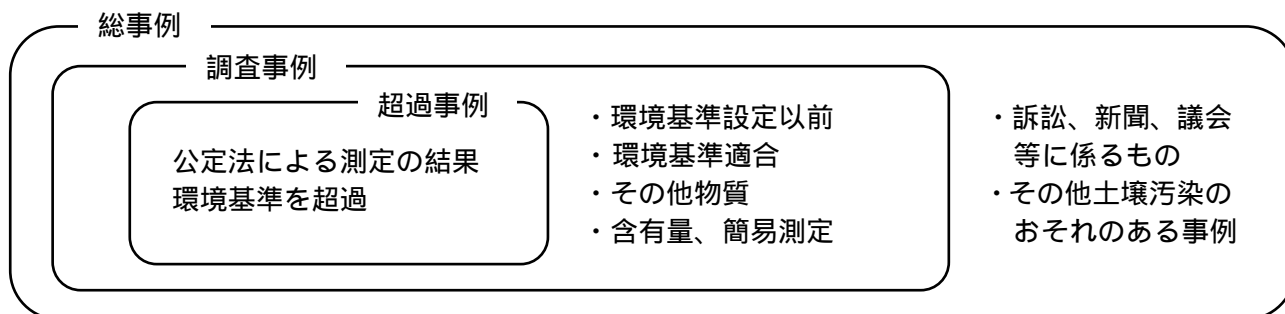 総事例
調査事例
超過事例
公定法による測定の結果
環境基準を超過
・環境基準設定以前
・環境基準適合
・その他物質
・含有量、簡易測定
・訴訟、新聞、議会
等に係るもの
・その他土壌汚染の
おそれのある事例